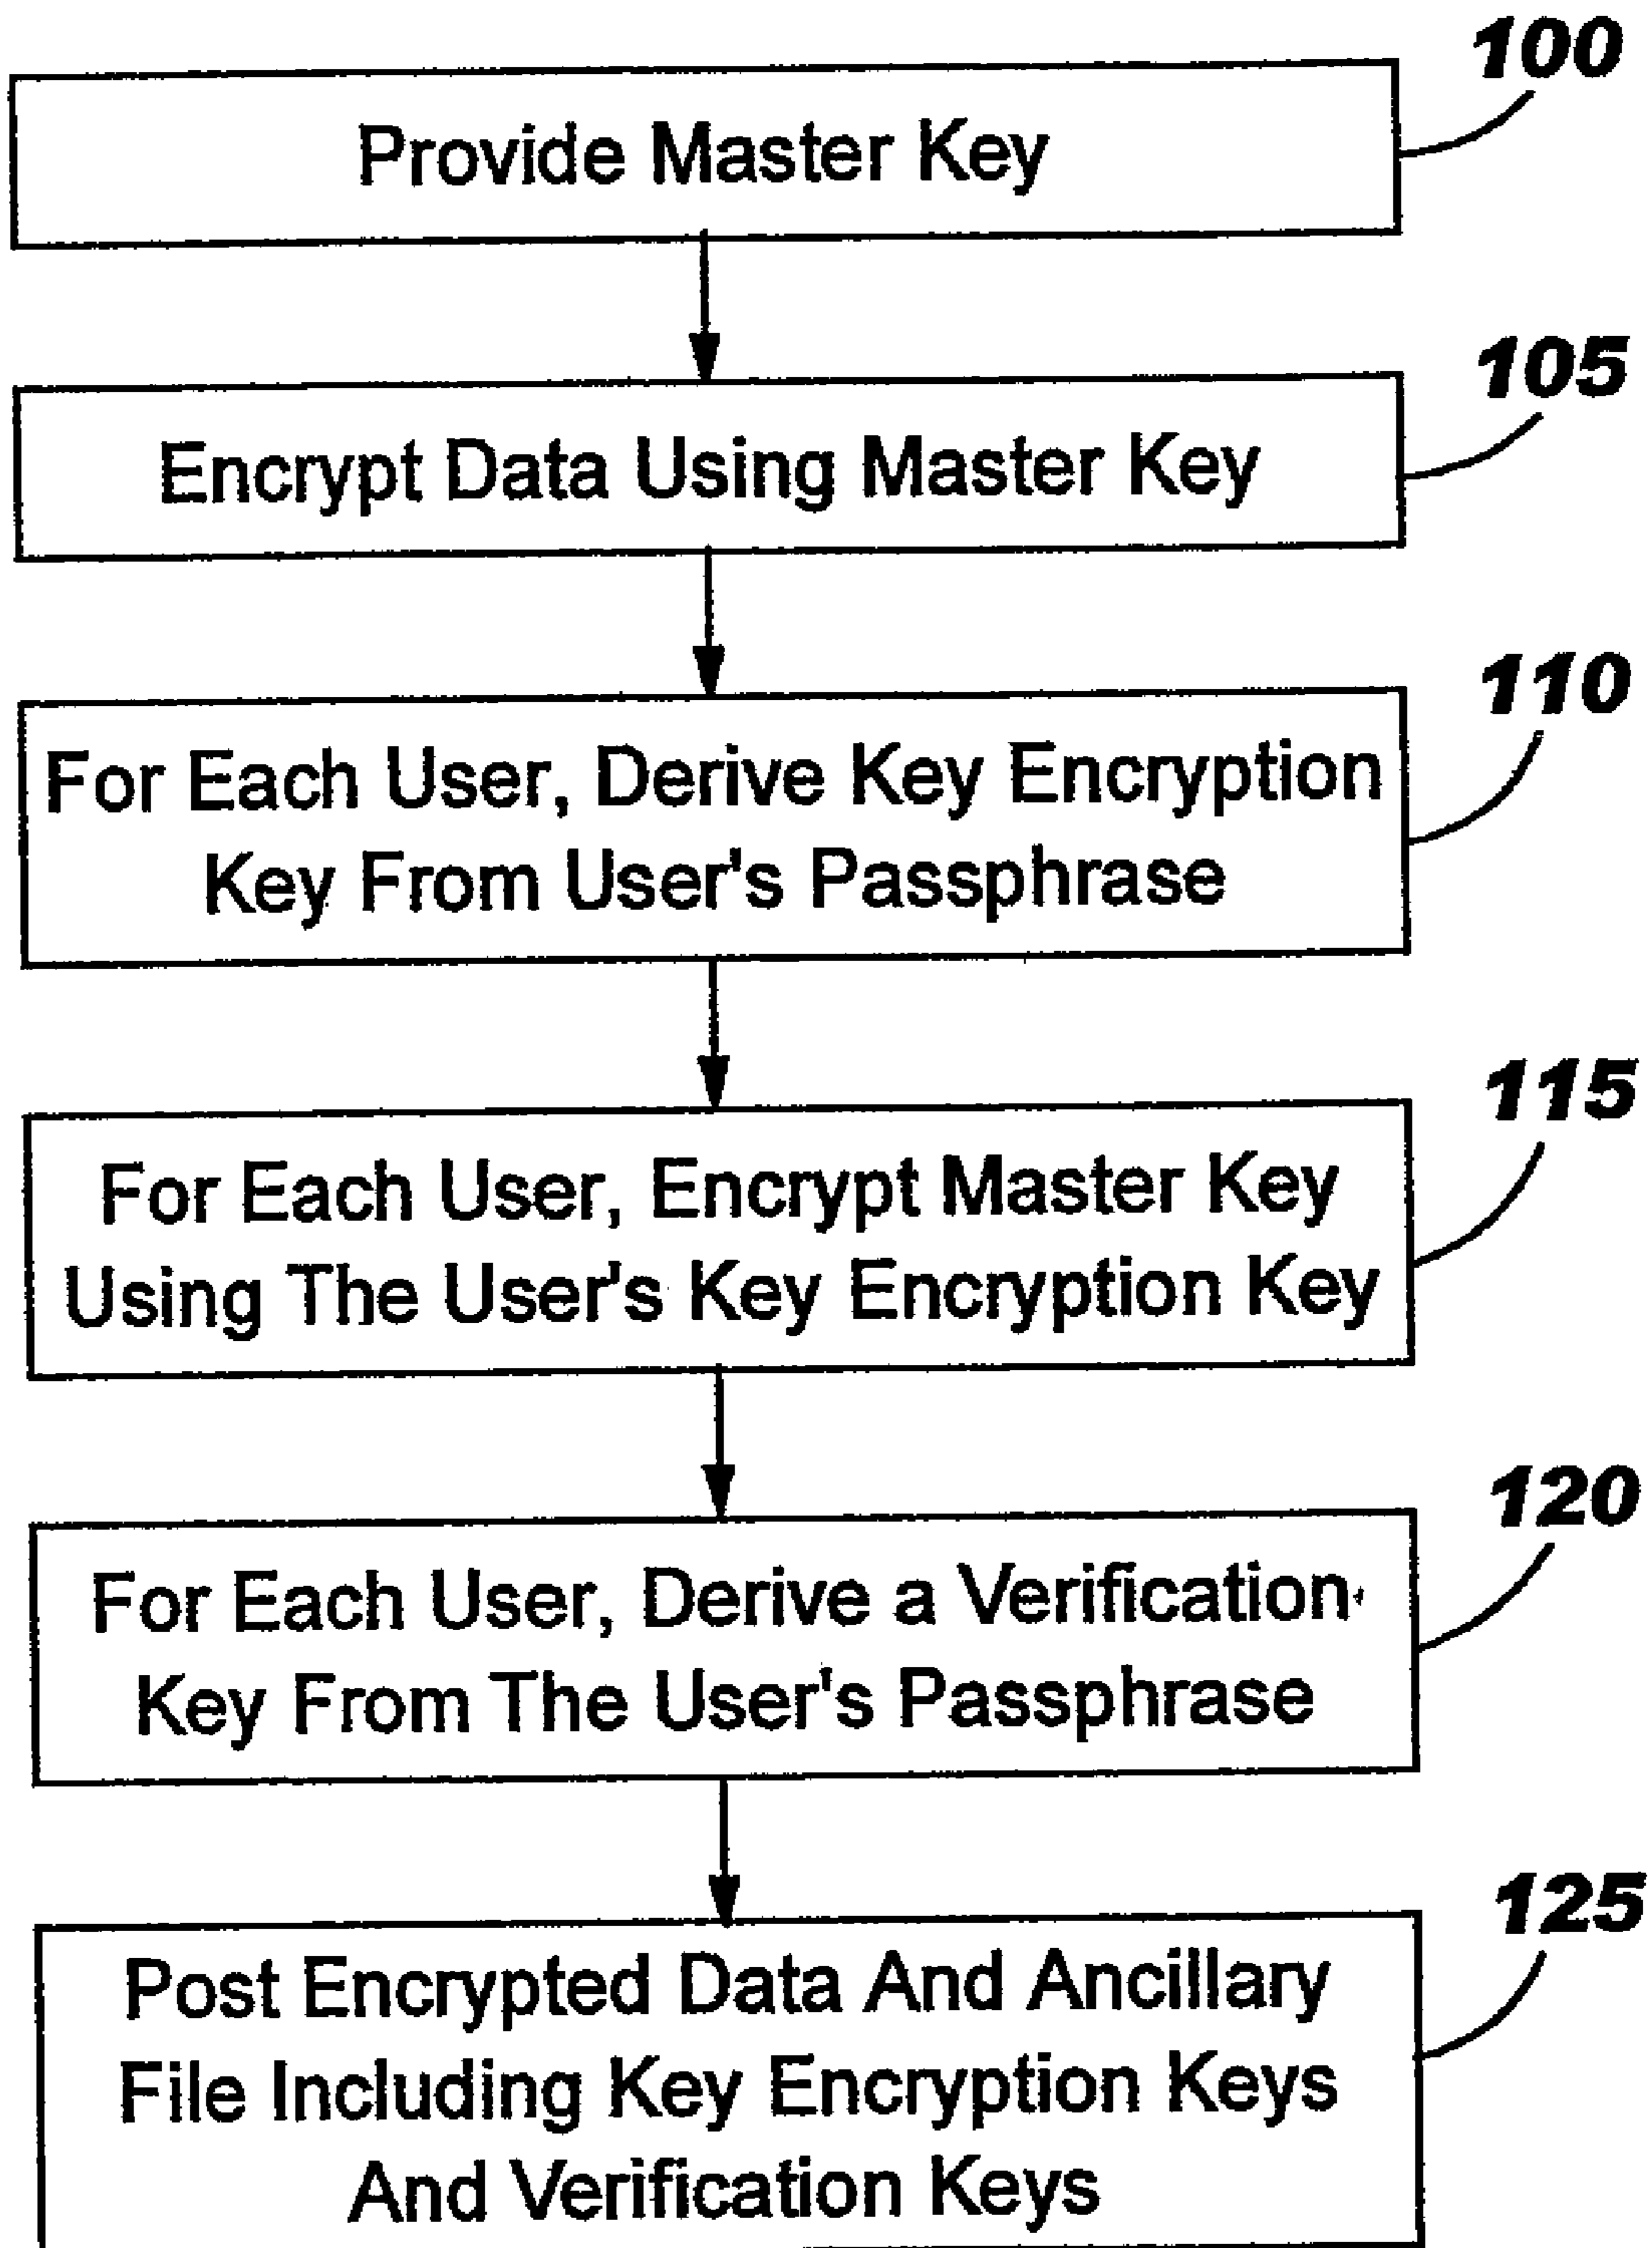 100
Provide Master Key
105
Encrypt Data Using Master Key
110
For Each User, Derive Key Encryption
Key From User's Passphrase
115
For Each User, Encrypt Master Key
Using The User's Key Encryption Key
120
For Each User, Derive a Verification
Key From The User's Passphrase
125
Post Encrypted Data And Ancillary
File Including Key Encryption Keys
And Verification Keys